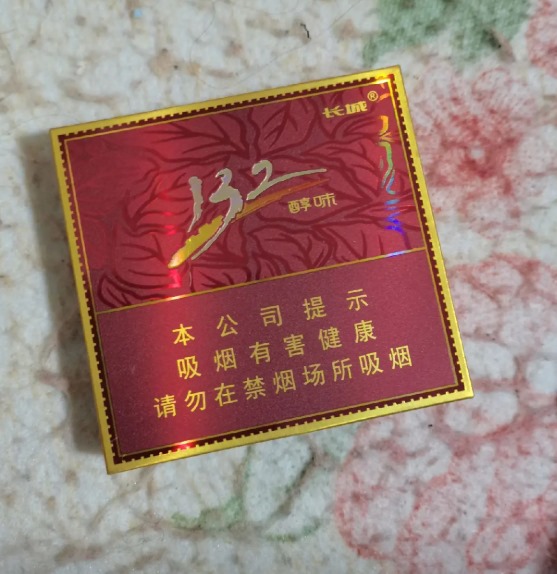 长城®
132
醇味
本公司提示
吸烟有害健康
请勿在禁烟场所吸烟